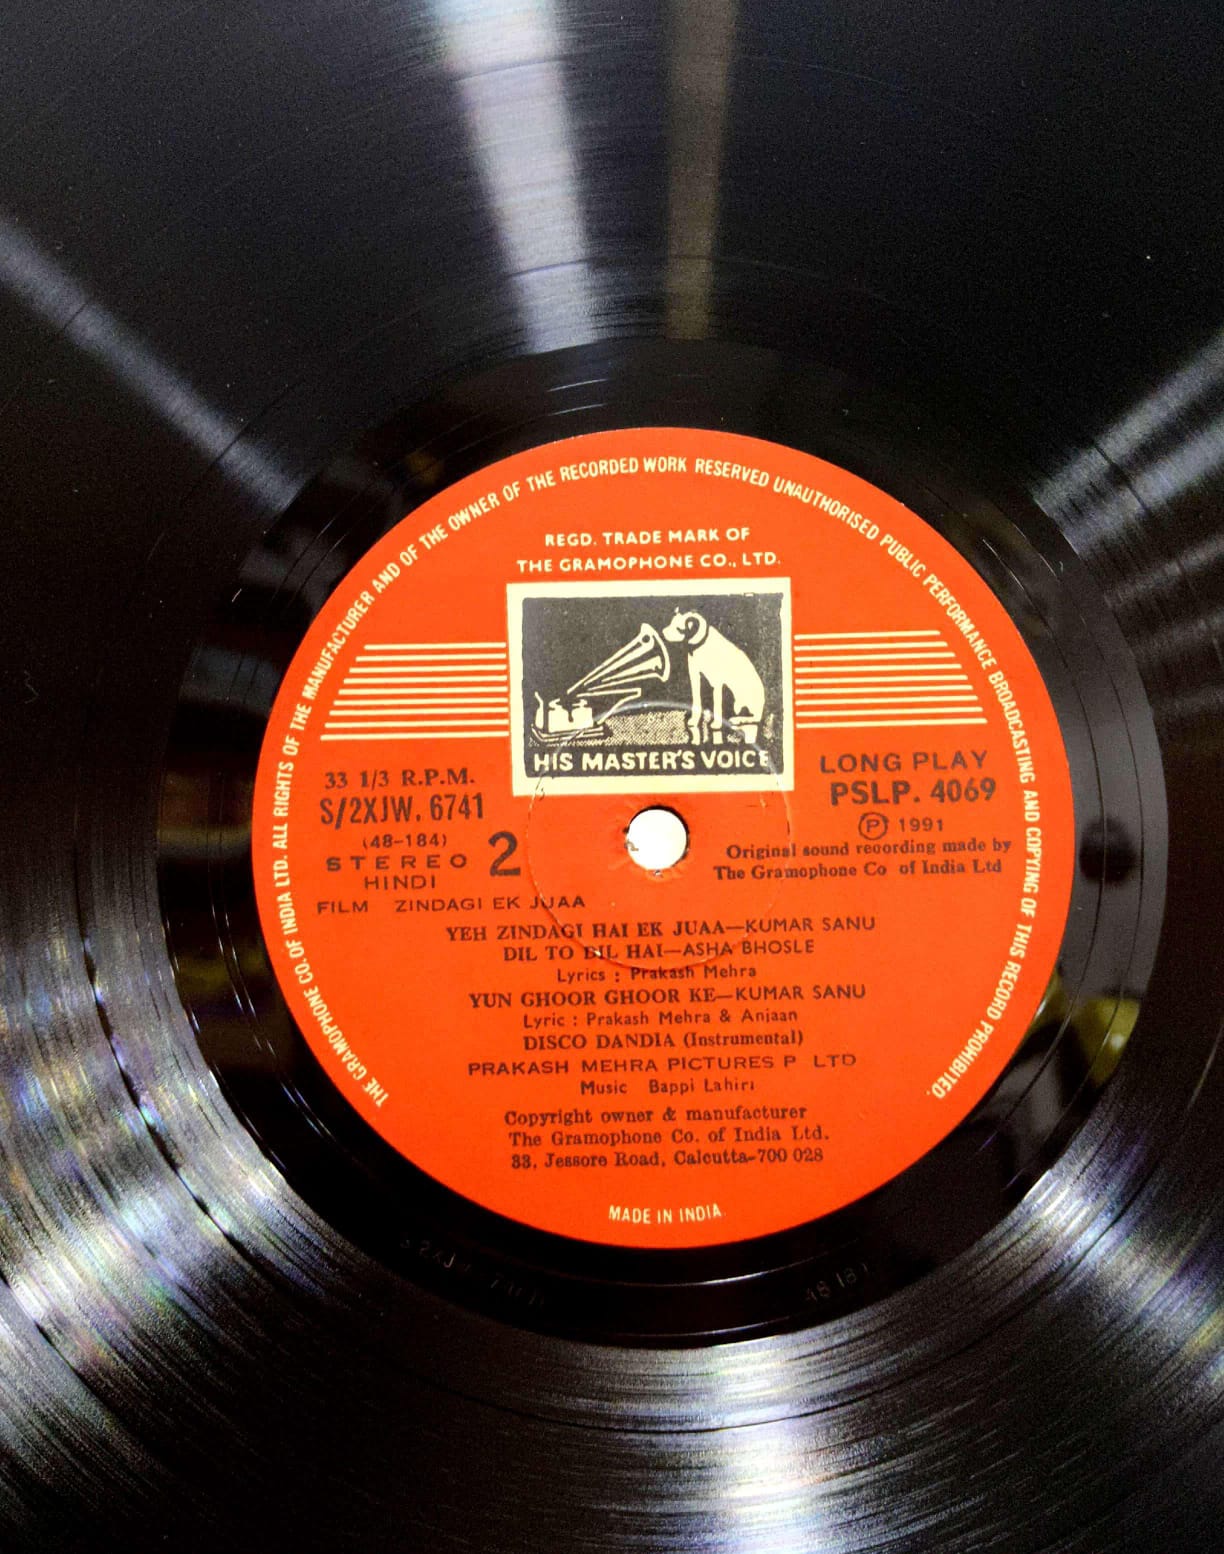 THE GRAMOPHONE CO. OF INDIA LTD. ALL RIGHTS OF THE MANUFACTURER AND OF THE OWNER OF THE RECORDED WORK RESERVED UNAUTHORISED PUBLIC PERFORMANCE BROADCASTING AND COPYING OF THIS RECORD PROHIBITED.
REGD. TRADE MARK OF
THE GRAMOPHONE CO., LTD.
HIS MASTER'S VOICE
33 1/3 R.P.M.
S/2XJW. 6741
(48-184)
STEREO 2
HINDI
LONG PLAY
PSLP. 4069
Ⓟ 1991
Original sound recording made by
The Gramophone Co of India Ltd
FILM ZINDAGI EK JUAA
YEH ZINDAGI HAI EK JUAA—KUMAR SANU
DIL TO DIL HAI—ASHA BHOSLE
Lyrics : Prakash Mehra
YUN GHOOR GHOOR KE—KUMAR SANU
Lyric : Prakash Mehra & Anjaan
DISCO DANDIA (Instrumental)
PRAKASH MEHRA PICTURES P LTD
Music Bappi Lahiri
Copyright owner & manufacturer
The Gramophone Co. of India Ltd.
33, Jessore Road, Calcutta-700 028
MADE IN INDIA.